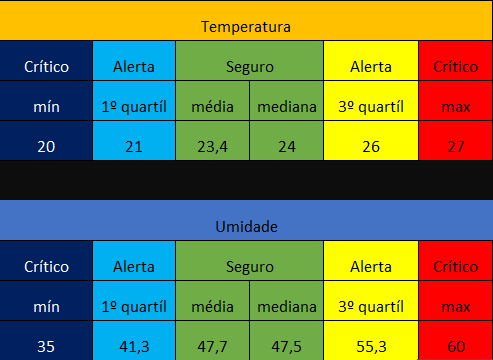 Temperatura
Crítico Alerta Seguro Alerta Crítico
mín 1º quartíl média mediana 3º quartíl max
20 21 23,4 24 26 27
Umidade
Crítico Alerta Seguro Alerta Crítico
mín 1º quartíl média mediana 3º quartíl max
35 41,3 47,7 47,5 55,3 60